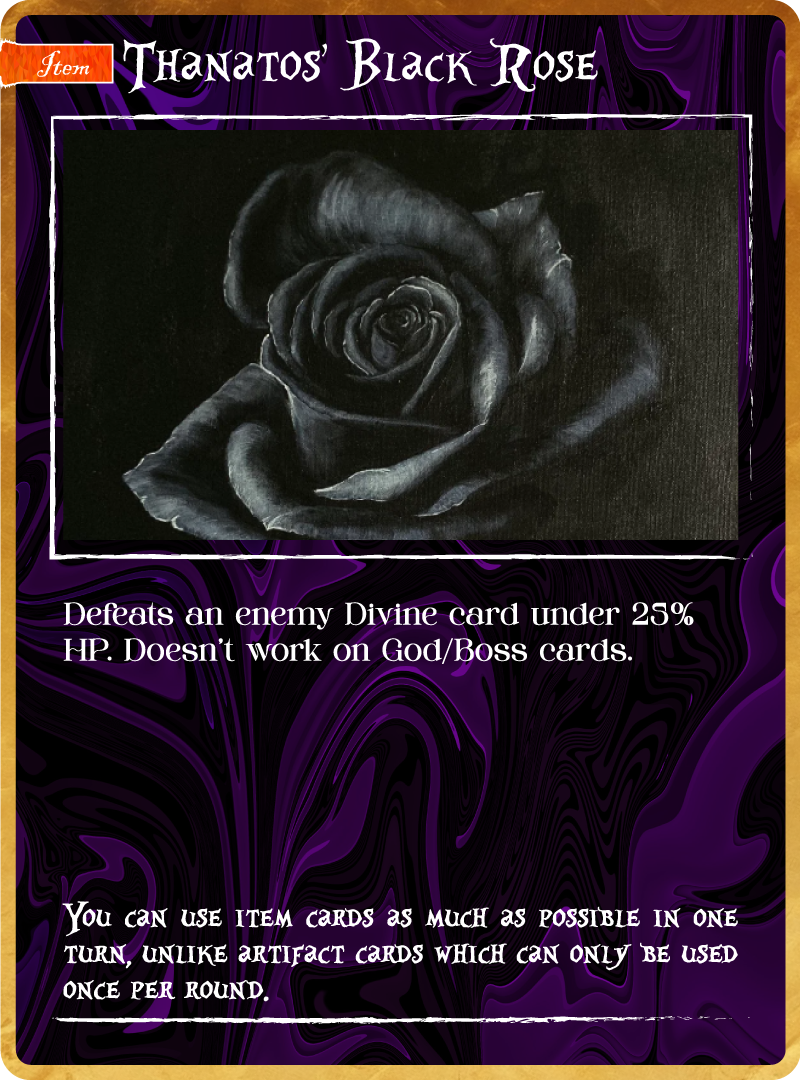 Item
Thanatos' Black Rose
Defeats an enemy Divine card under 25%
HP. Doesn't work on God/Boss cards.
You can use item cards as much as possible in one
turn, unlike artifact cards which can only be used
once per round.